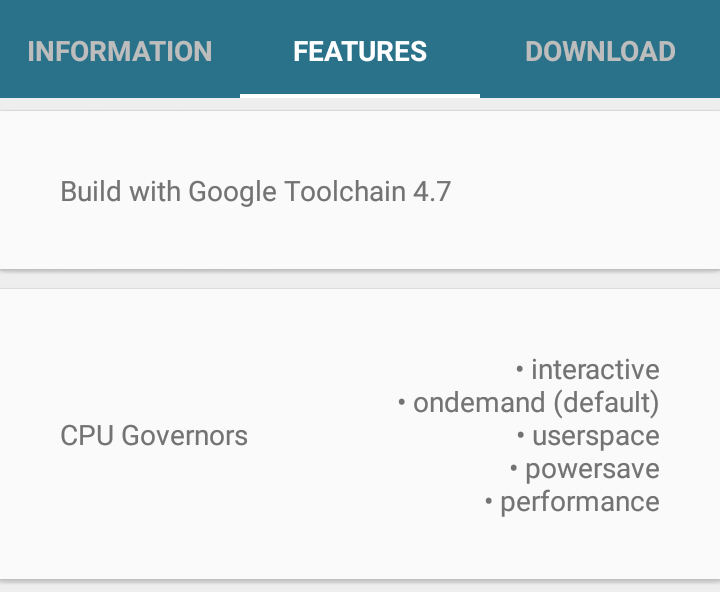 INFORMATION FEATURES DOWNLOAD
Build with Google Toolchain 4.7
CPU Governors
• interactive
• ondemand (default)
• userspace
• powersave
• performance